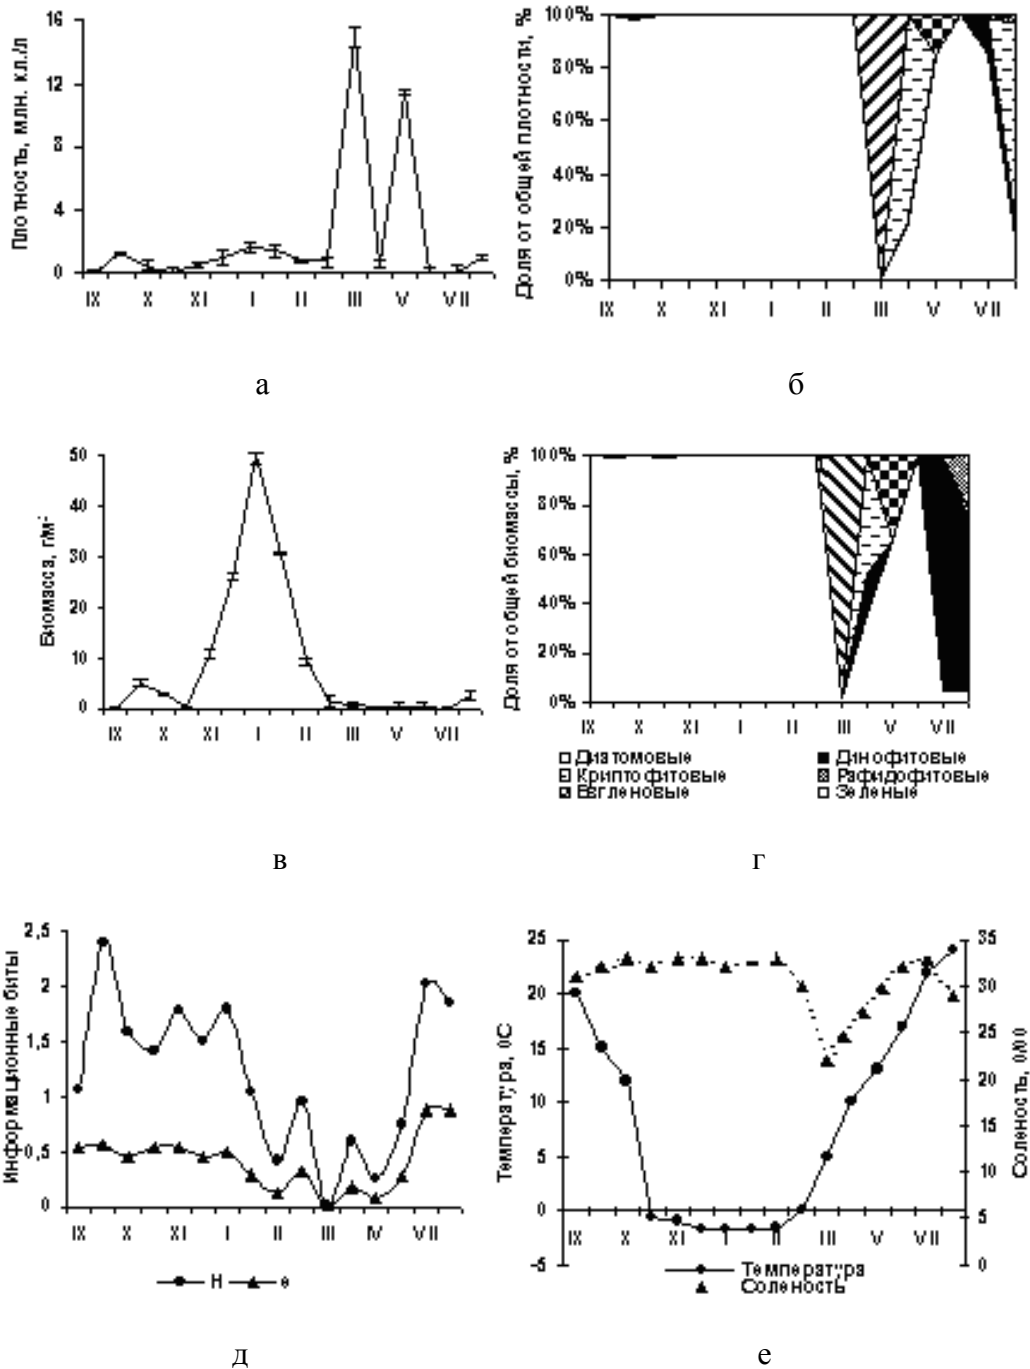 Плотность, млн. кл./л
16
12
8
4
0
IX X XI I II III V VII
а
Доля от общей плотности, %
100%
80%
60%
40%
20%
0%
IX X XI I II III V VII
б
Биомасса, г/м³
50
40
30
20
10
0
IX X XI I II III V VII
в
Доля от общей биомассы, %
100%
80%
60%
40%
20%
0%
IX X XI I II III V VII
Диатомовые Динофитовые
Криптофитовые Рафидофитовые
Евгленовые Зеленые
г
Информационные биты
2,5
2
1,5
1
0,5
0
IX X XI I II III IV VII
H e
д
Температура, 0С
25
20
15
10
5
0
-5
IX X XI I II III V VII
Соленость, 0/00
35
30
25
20
15
10
5
0
Температура
Соленость
е